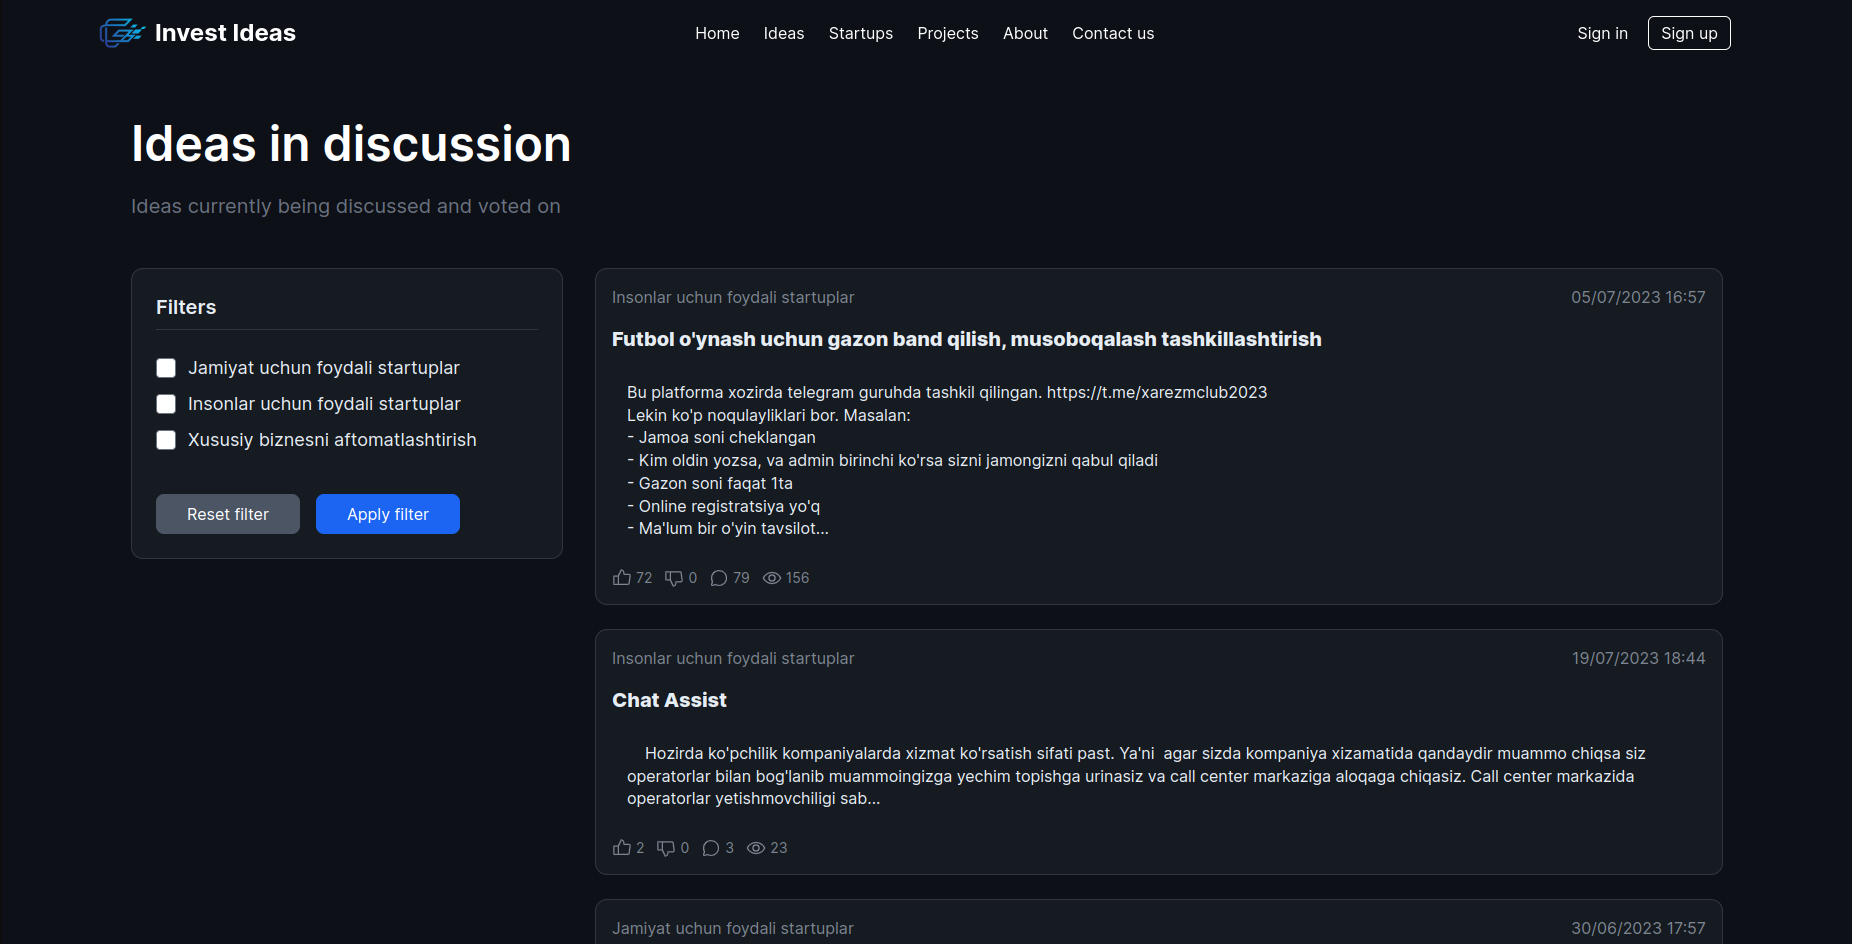 Invest Ideas
Home Ideas Startups Projects About Contact us
Sign in Sign up
Ideas in discussion
Ideas currently being discussed and voted on
Filters
Jamiyat uchun foydali startuplar
Insonlar uchun foydali startuplar
Xususiy biznesni aftomatlashtirish
Reset filter Apply filter
Insonlar uchun foydali startuplar 05/07/2023 16:57
Futbol o'ynash uchun gazon band qilish, musoboqalash tashkillashtirish
Bu platforma xozirda telegram guruhda tashkil qilingan. https://t.me/xarezmclub2023
Lekin ko'p noqulayliklari bor. Masalan:
- Jamoa soni cheklangan
- Kim oldin yozsa, va admin birinchi ko'rsa sizni jamongizni qabul qiladi
- Gazon soni faqat 1ta
- Online registratsiya yo'q
- Ma'lum bir o'yin tavsilot...
72 0 79 156
Insonlar uchun foydali startuplar 19/07/2023 18:44
Chat Assist
Hozirda ko'pchilik kompaniyalarda xizmat ko'rsatish sifati past. Ya'ni agar sizda kompaniya xizamatida qandaydir muammo chiqsa siz
operatorlar bilan bog'lanib muammoingizga yechim topishga urinasiz va call center markaziga aloqaga chiqasiz. Call center markazida
operatorlar yetishmovchiligi sab...
2 0 3 23
Jamiyat uchun foydali startuplar 30/06/2023 17:57